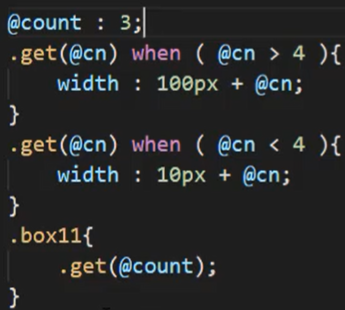 @count : 3;
.get(@cn) when ( @cn > 4 ){
    width : 100px + @cn;
}
.get(@cn) when ( @cn < 4 ){
    width : 10px + @cn;
}
.box11{
    .get(@count);
}